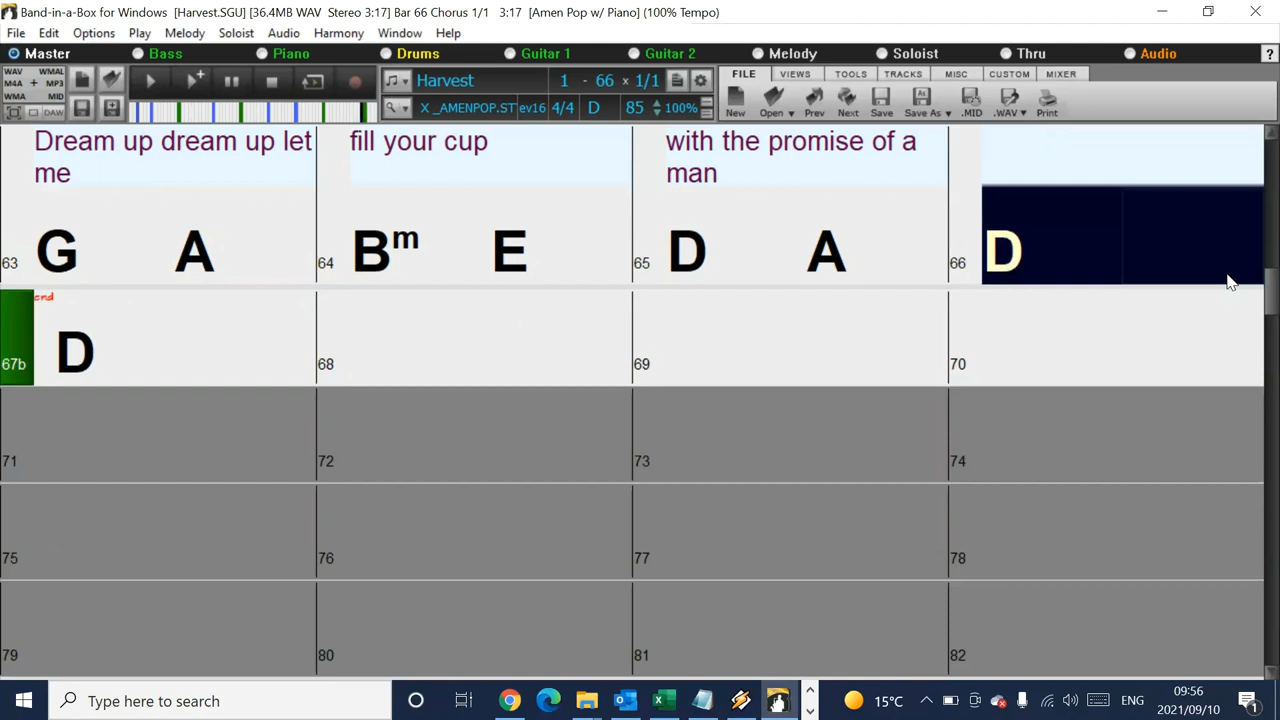 Band-in-a-Box for Windows [Harvest.SGU] [36.4MB WAV Stereo 3:17] Bar 66 Chorus 1/1 3:17 [Amen Pop w/ Piano] (100% Tempo)
File Edit Options Play Melody Soloist Audio Harmony Window Help
Master Bass Piano Drums Guitar 1 Guitar 2 Melody Soloist Thru Audio ?
WAV WMAL
M4A + MP3
WMA MID
DAW
Harvest 1 - 66 x 1/1
X _AMENPOP.ST ev16 4/4 D 85 100%
FILE VIEWS TOOLS TRACKS MISC CUSTOM MIXER
New Open Prev Next Save Save As .MID .WAV Print
Dream up dream up let me
fill your cup
with the promise of a man
63 G A 64 Bm E 65 D A 66 D
end
67b D 68 69 70
71 72 73 74
75 76 77 78
79 80 81 82
Type here to search
15°C ENG
09:56
2021/09/10
1